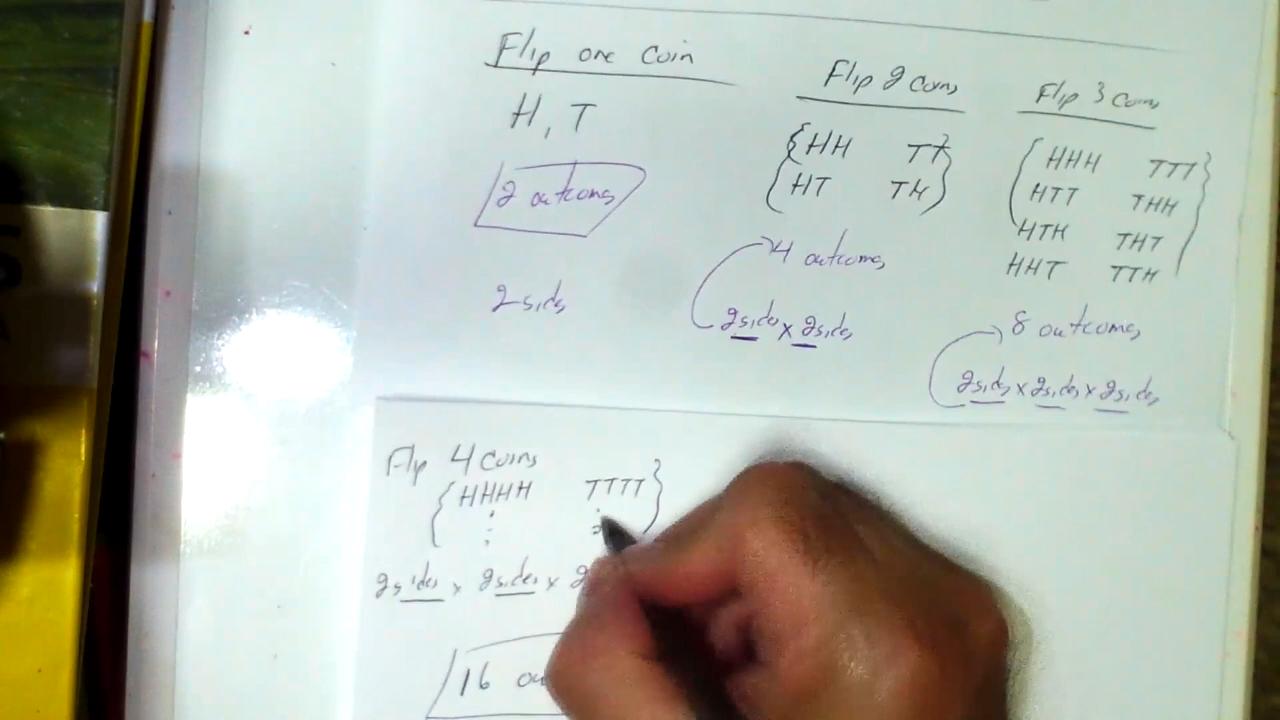 Flip one coin
H, T
2 outcomes
2 sides
Flip 2 coins
{HH TT}
HT TH
4 outcomes
2 sides x 2 sides
Flip 3 coins
{HHH TTT}
HTT THH
HTH THT
HHT TTH
8 outcomes
2 sides x 2 sides x 2 sides
Flip 4 coins
{HHHH TTTT}
2 sides x 2 sides x 2
16